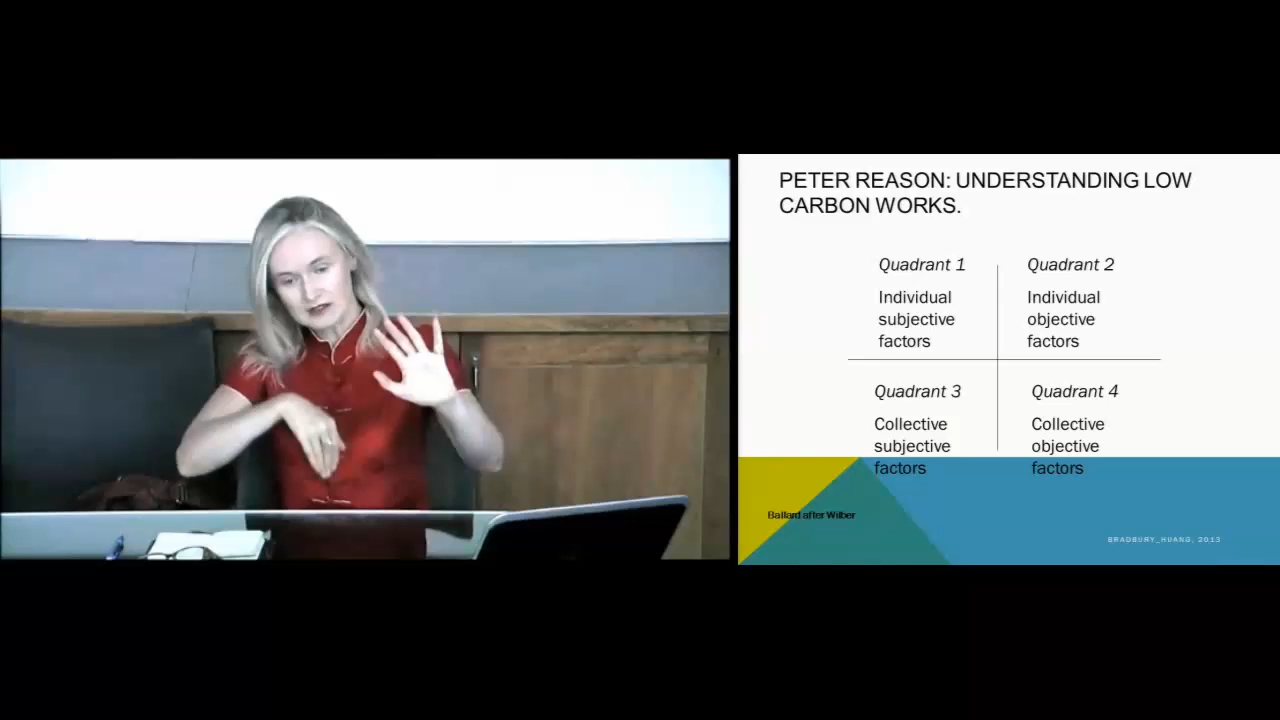 PETER REASON: UNDERSTANDING LOW
CARBON WORKS.
Quadrant 1
Individual
subjective
factors
Quadrant 2
Individual
objective
factors
Quadrant 3
Collective
subjective
factors
Quadrant 4
Collective
objective
factors
Ballard after Wilber
BRADBURY_HUANG, 2013